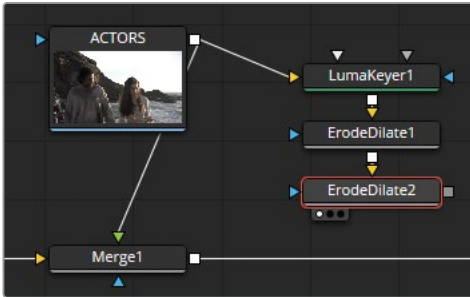 ACTORS
LumaKeyer1
ErodeDilate1
ErodeDilate2
Merge1